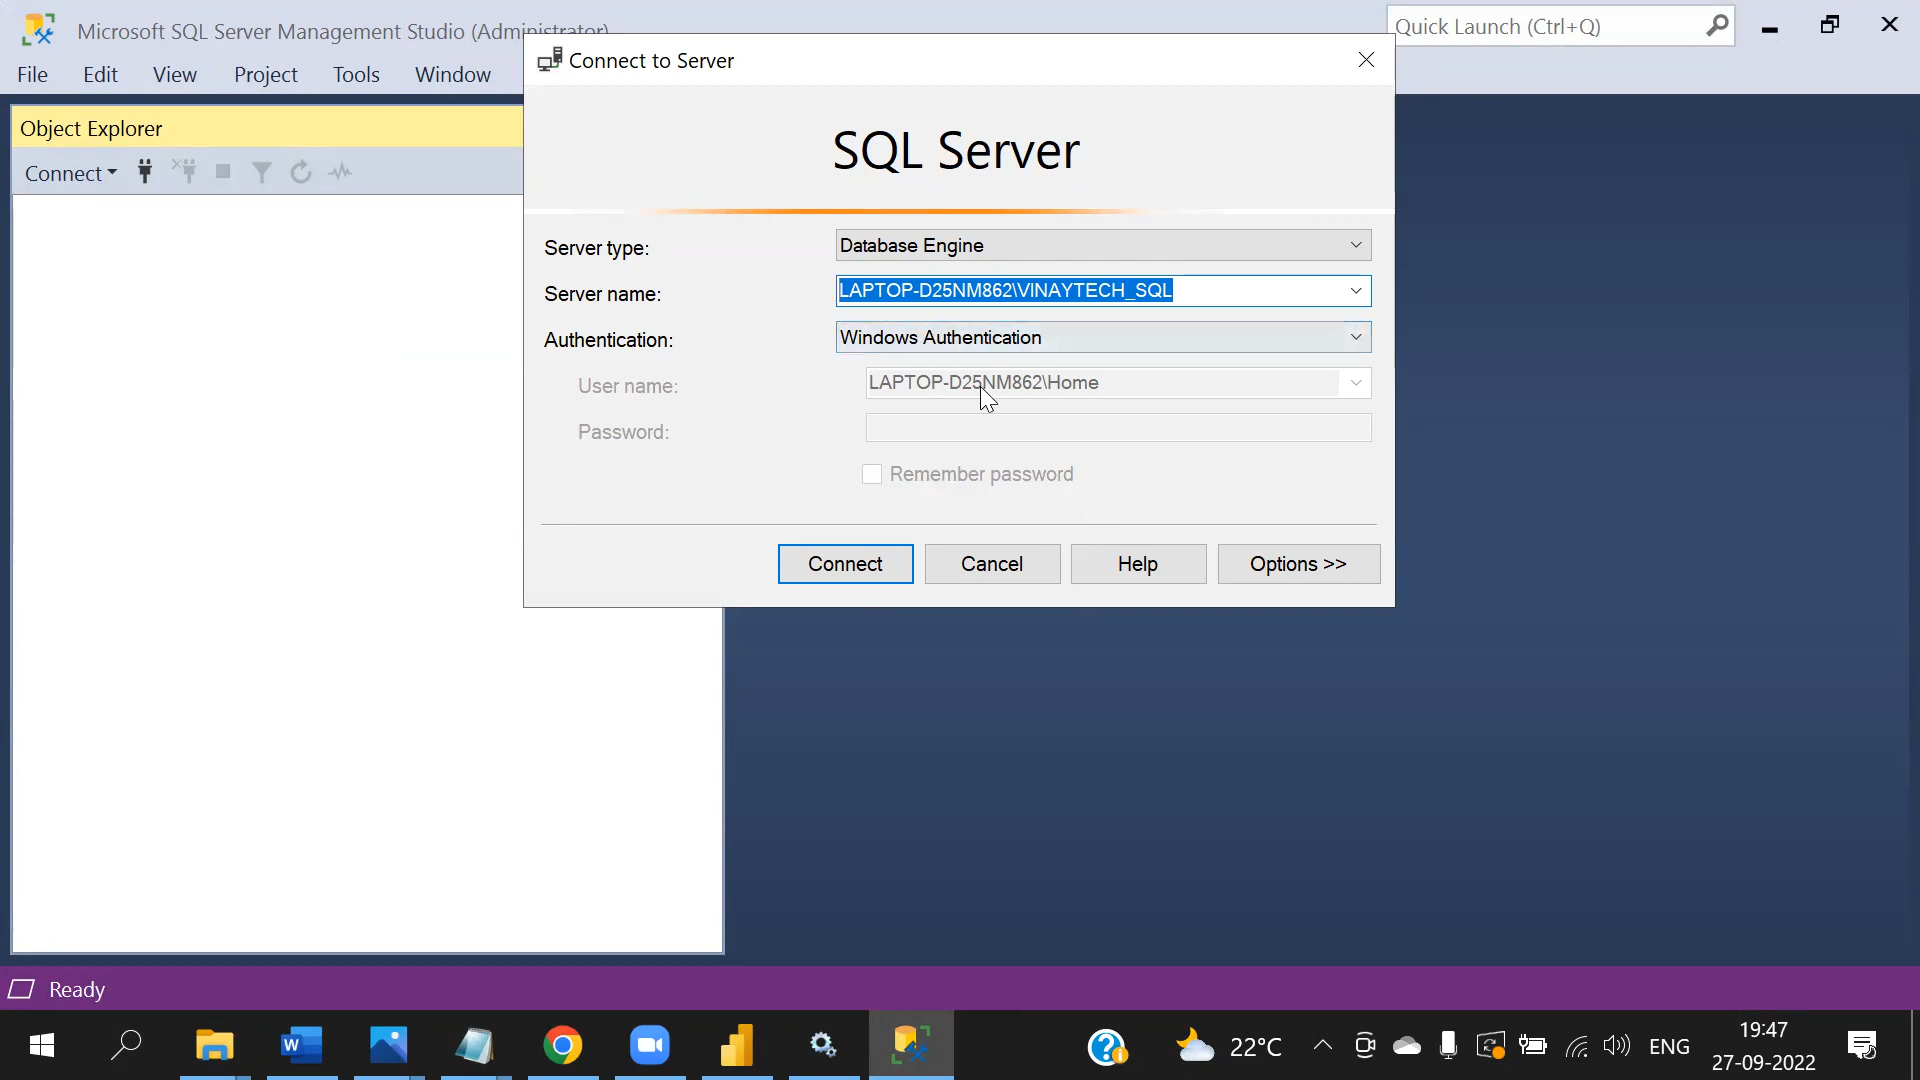 Microsoft SQL Server Management Studio (Administrator)
Quick Launch (Ctrl+Q)
File Edit View Project Tools Window
Connect to Server
Object Explorer
Connect
SQL Server
Server type: Database Engine
Server name: LAPTOP-D25NM862\VINAYTECH_SQL
Authentication: Windows Authentication
User name: LAPTOP-D25NM862\Home
Password:
Remember password
Connect Cancel Help Options >>
Ready
W
22°C
ENG
19:47
27-09-2022